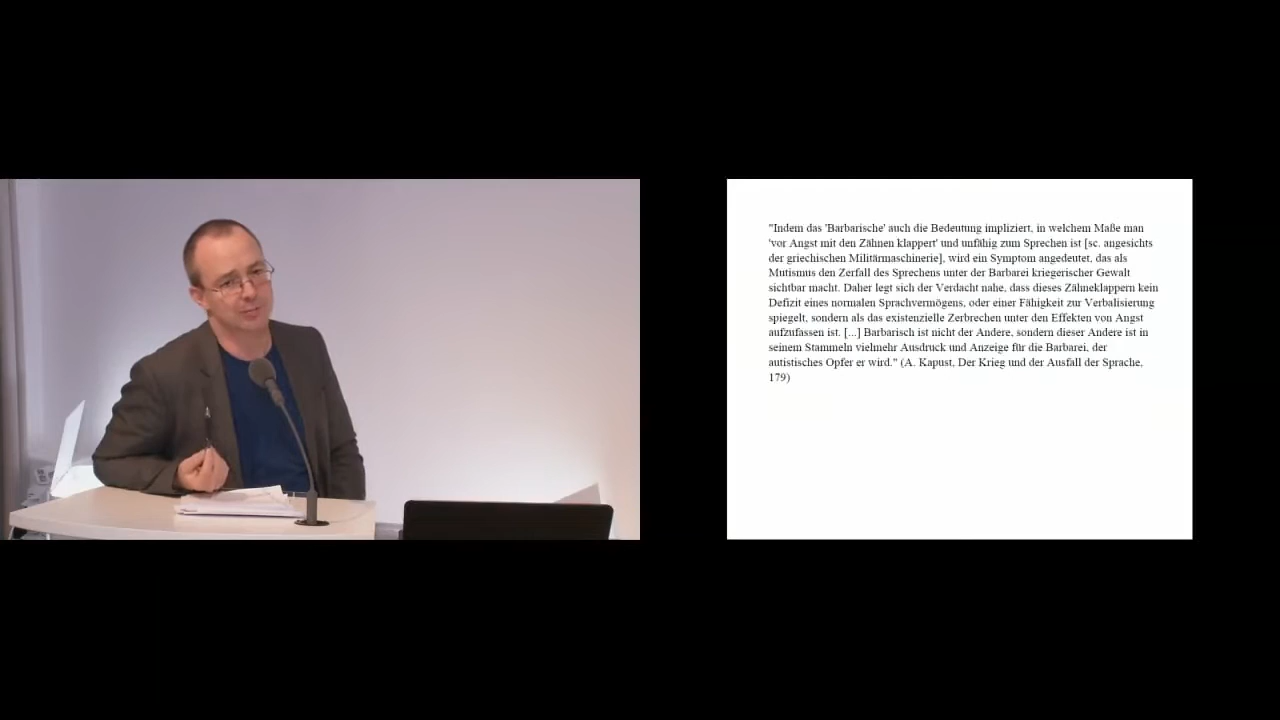 "Indem das 'Barbarische' auch die Bedeutung impliziert, in welchem Maße man
'vor Angst mit den Zähnen klappert' und unfähig zum Sprechen ist [sc. angesichts
der griechischen Militärmaschinerie], wird ein Symptom angedeutet, das als
Mutismus den Zerfall des Sprechens unter der Barbarei kriegerischer Gewalt
sichtbar macht. Daher legt sich der Verdacht nahe, dass dieses Zähneklappern kein
Defizit eines normalen Sprachvermögens, oder einer Fähigkeit zur Verbalisierung
spiegelt, sondern als das existenzielle Zerbrechen unter den Effekten von Angst
aufzufassen ist. [...] Barbarisch ist nicht der Andere, sondern dieser Andere ist in
seinem Stammeln vielmehr Ausdruck und Anzeige für die Barbarei, der
autistisches Opfer er wird." (A. Kapust, Der Krieg und der Ausfall der Sprache,
179)